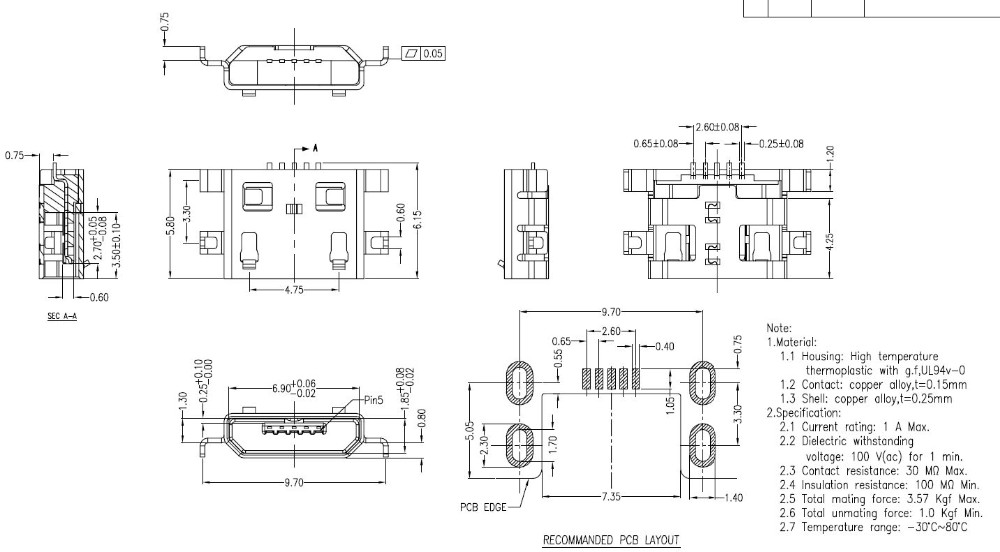 0.75
0.05
A
2.60±0.08
0.65±0.08
0.25±0.08
1.20
0.75
5.80
3.30
0.60
6.15
4.25
2.70+0.05
-0.08
3.50±0.10
0.60
4.75
SEC A-A
9.70
2.60
0.65
0.55
0.40
0.75
1.05
3.30
5.05
2.30
1.70
7.35
1.40
PCB EDGE
RECOMMANDED PCB LAYOUT
1.30
0.25+0.10
-0.00
6.90+0.06
-0.02
Pin5
1.85+0.08
-0.02
0.80
9.70
Note:
1.Material:
1.1 Housing: High temperature
thermoplastic with g.f,UL94v-0
1.2 Contact: copper alloy,t=0.15mm
1.3 Shell: copper alloy,t=0.25mm
2.Specification:
2.1 Current rating: 1 A Max.
2.2 Dielectric withstanding
voltage: 100 V(ac) for 1 min.
2.3 Contact resistance: 30 MΩ Max.
2.4 Insulation resistance: 100 MΩ Min.
2.5 Total mating force: 3.57 Kgf Max.
2.6 Total unmating force: 1.0 Kgf Min.
2.7 Temperature range: -30°C~80°C